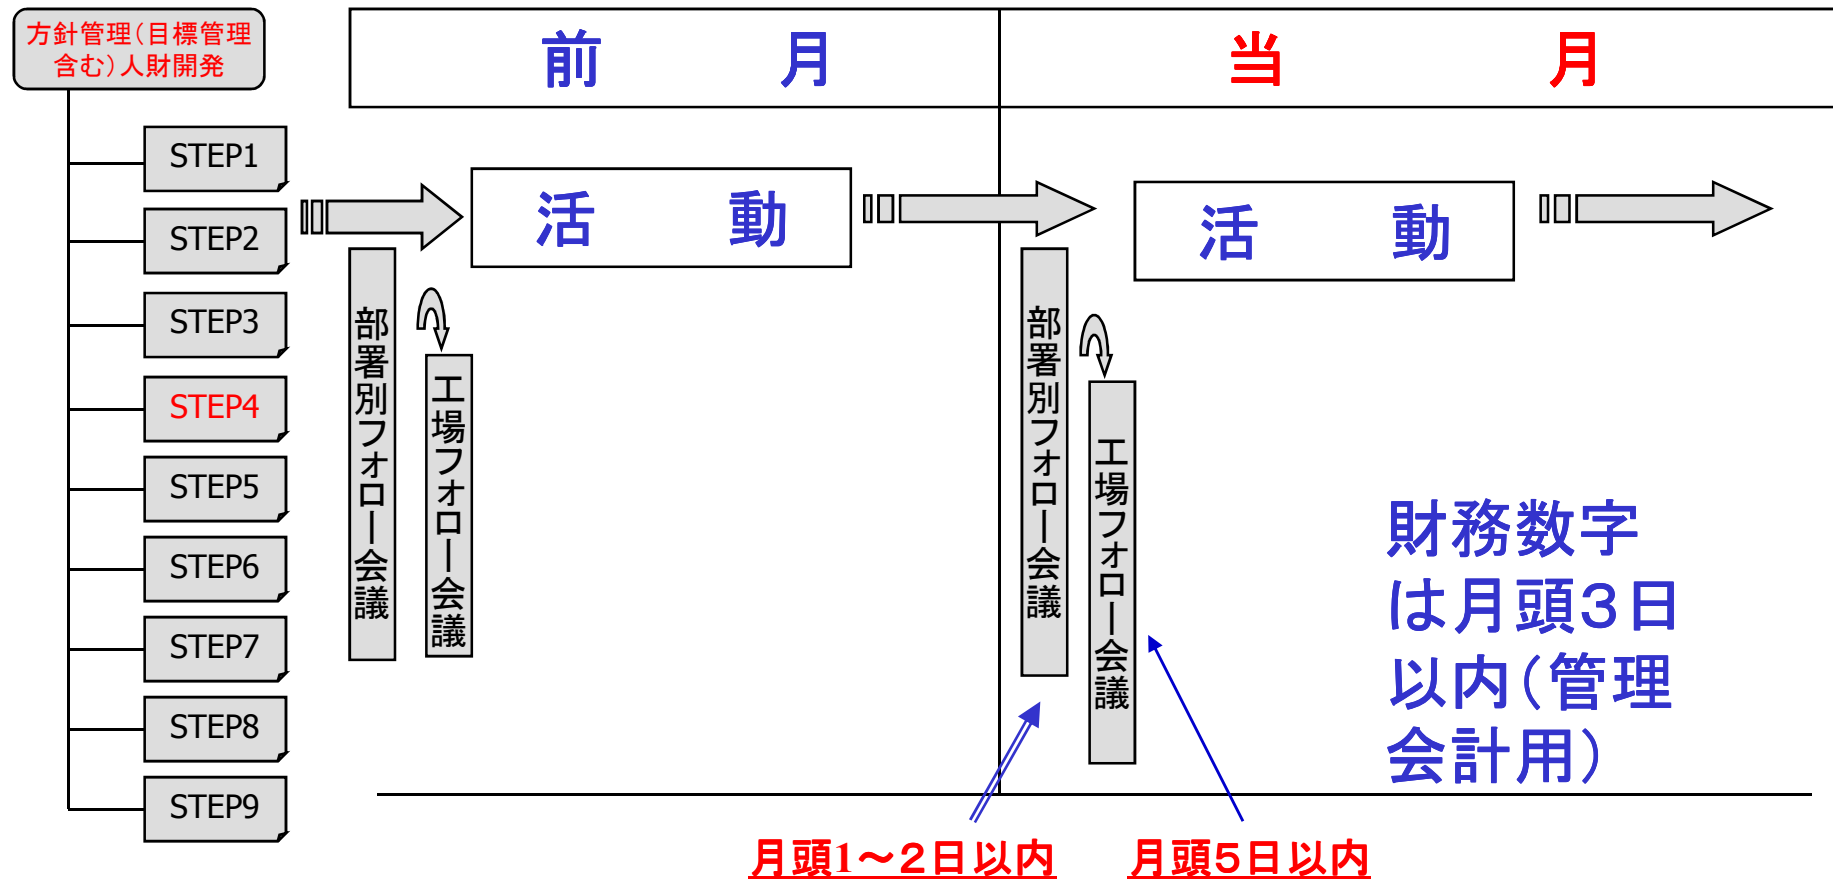 方針管理(目標管理
含む)人財開発
前　月
当　月
STEP1
STEP2
STEP3
STEP4
STEP5
STEP6
STEP7
STEP8
STEP9
活　動
活　動
部署別フォロー会議
工場フォロー会議
部署別フォロー会議
工場フォロー会議
財務数字
は月頭３日
以内(管理
会計用)
月頭1～２日以内
月頭５日以内